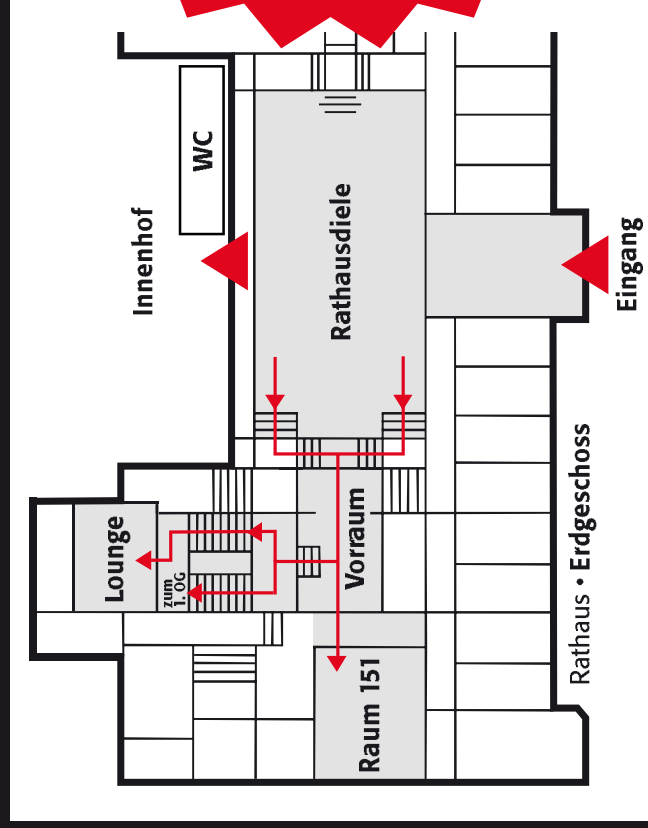 WC
Innenhof
Rathausdiele
Eingang
Lounge
zum
1. OG
Vorraum
Raum 151
Rathaus • Erdgeschoss